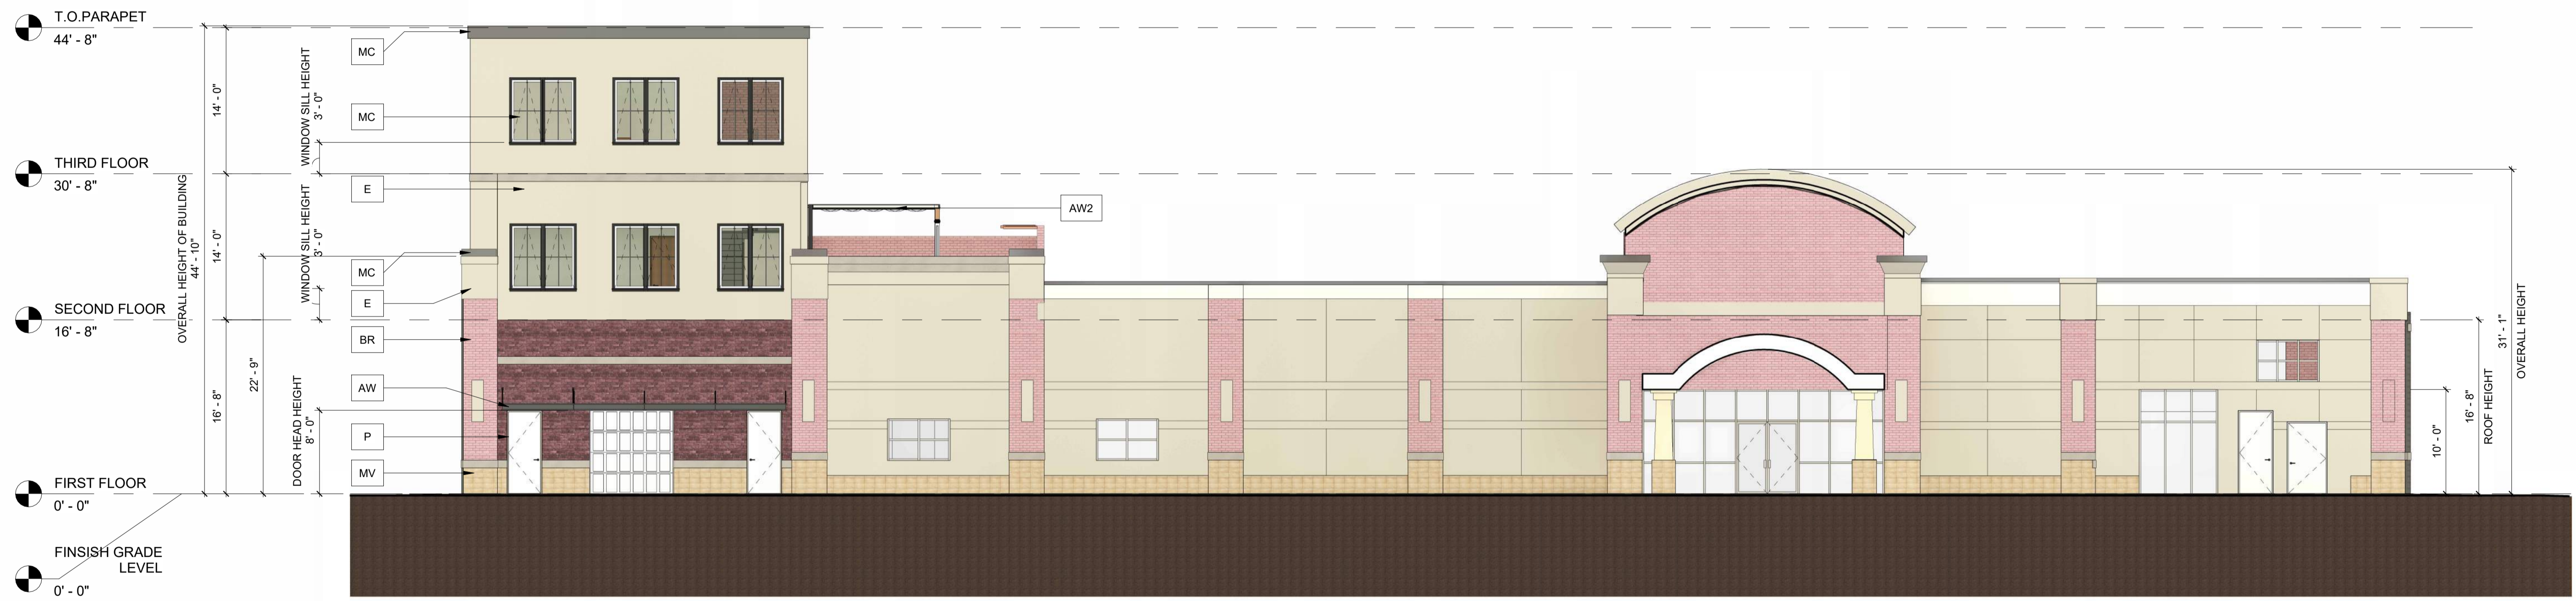 T.O.PARAPET
44' - 8"
THIRD FLOOR
30' - 8"
SECOND FLOOR
16' - 8"
FIRST FLOOR
0' - 0"
FINSISH GRADE
LEVEL
0' - 0"
OVERALL HEIGHT OF BUILDING
44' - 10"
14' - 0"
14' - 0"
16' - 8"
22' - 9"
WINDOW SILL HEIGHT
3' - 0"
WINDOW SILL HEIGHT
3' - 0"
DOOR HEAD HEIGHT
8' - 0"
MC
MC
E
MC
E
BR
AW
P
MV
AW2
10' - 0"
16' - 8"
ROOF HEIGHT
31' - 1"
OVERALL HEIGHT